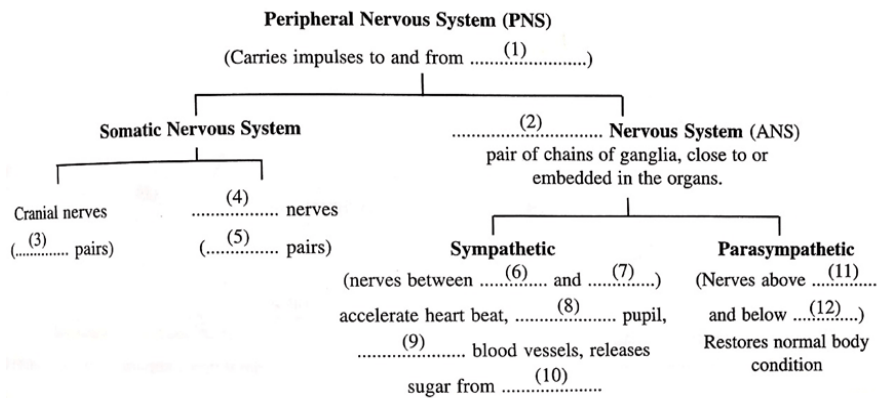 Peripheral Nervous System (PNS)
(Carries impulses to and from ......(1)......)
Somatic Nervous System
......(2)...... Nervous System (ANS)
pair of chains of ganglia, close to or
embedded in the organs.
Cranial nerves
(......(3)...... pairs)
......(4)...... nerves
(......(5)...... pairs)
Sympathetic
(nerves between ......(6)...... and ......(7)......)
accelerate heart beat, ......(8)...... pupil,
......(9)...... blood vessels, releases
sugar from ......(10)......
Parasympathetic
(Nerves above ......(11)......
and below ......(12)......)
Restores normal body
condition